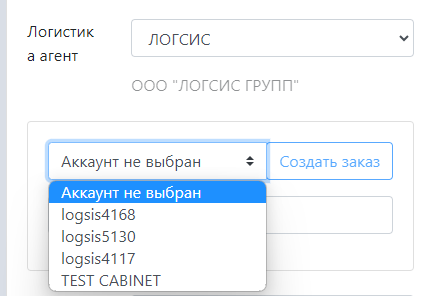 Логистик
а агент
ЛОГСИС
ООО "ЛОГСИС ГРУПП"
Аккаунт не выбран
Создать заказ
Аккаунт не выбран
logsis4168
logsis5130
logsis4117
TEST CABINET